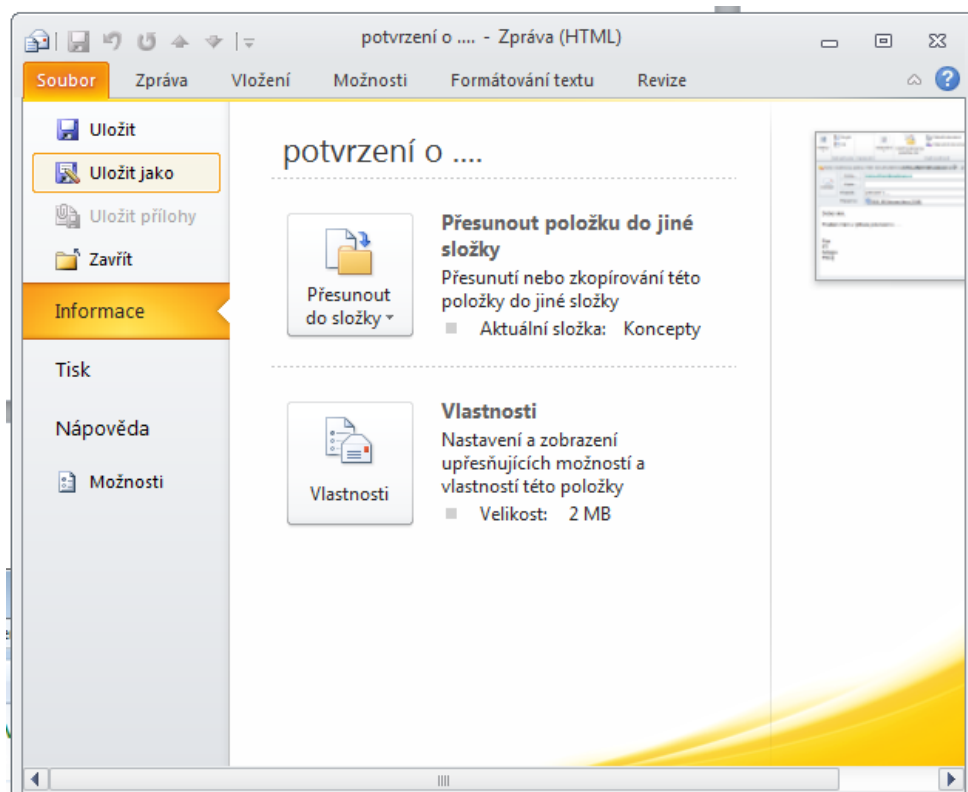 potvrzení o .... - Zpráva (HTML)
Soubor Zpráva Vložení Možnosti Formátování textu Revize
Uložit
Uložit jako
Uložit přílohy
Zavřít
Informace
Tisk
Nápověda
Možnosti
potvrzení o ....
Přesunout
do složky
Přesunout položku do jiné
složky
Přesunutí nebo zkopírování této
položky do jiné složky
Aktuální složka: Koncepty
Vlastnosti
Vlastnosti
Nastavení a zobrazení
upřesňujících možností a
vlastností této položky
Velikost: 2 MB